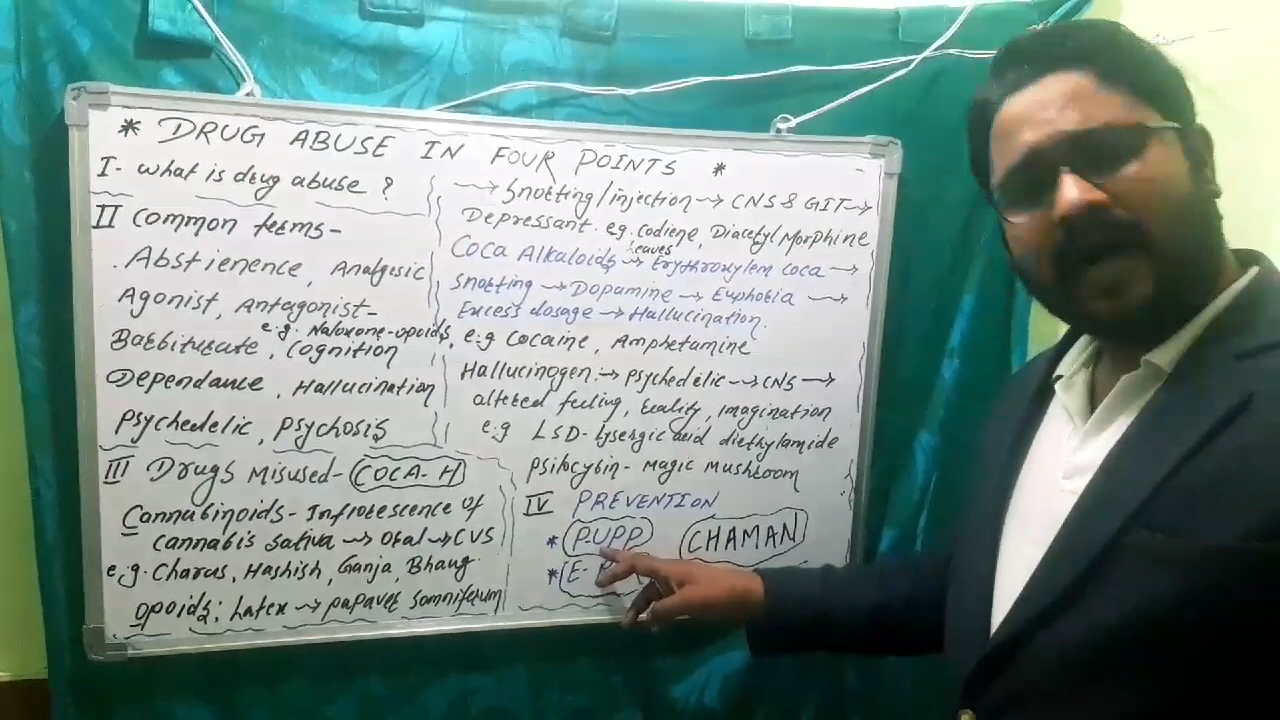 * DRUG ABUSE IN FOUR POINTS *
I- what is drug abuse ?
II Common terms-
. Abstienence, Analgesic
Agonist, Antagonist-
e.g. Naloxone-opoids,
Barbiturate, Cognition
Dependance, Hallucination
Psychedelic, Psychosis
III Drugs Misused- COCA-H
Cannabinoids- Inflorescence of
cannabis sativa → Oral → CVS
e.g. Charas, Hashish, Ganja, Bhang
opoids: Latex → papaver somniferum
→ Snorting/injection → CNS & GIT →
Depressant. e.g. Codiene, Diacetyl Morphine
Coca Alkaloids → leaves Erythroxylem coca →
snorting → Dopamine → Euphoria →
Excess dosage → Hallucination.
e.g Cocaine, Amphetamine
Hallucinogen: → psychedelic → CNS →
altered feeling, reality, imagination
e.g LSD- Lysergic acid diethylamide
Psilocybin- Magic Mushroom
IV PREVENTION
* P-UPP CHAMAN
* E-